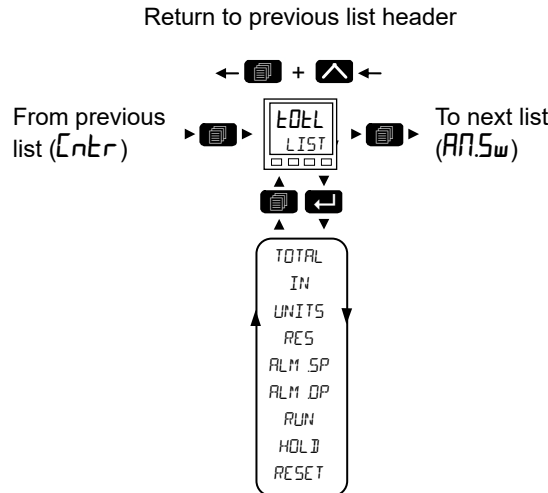 Return to previous list header
+
From previous
list (Cntr)
tOtL
LIST
To next list
(AN.Sw)
TOTAL
IN
UNITS
RES
ALM .SP
ALM .OP
RUN
HOLD
RESET